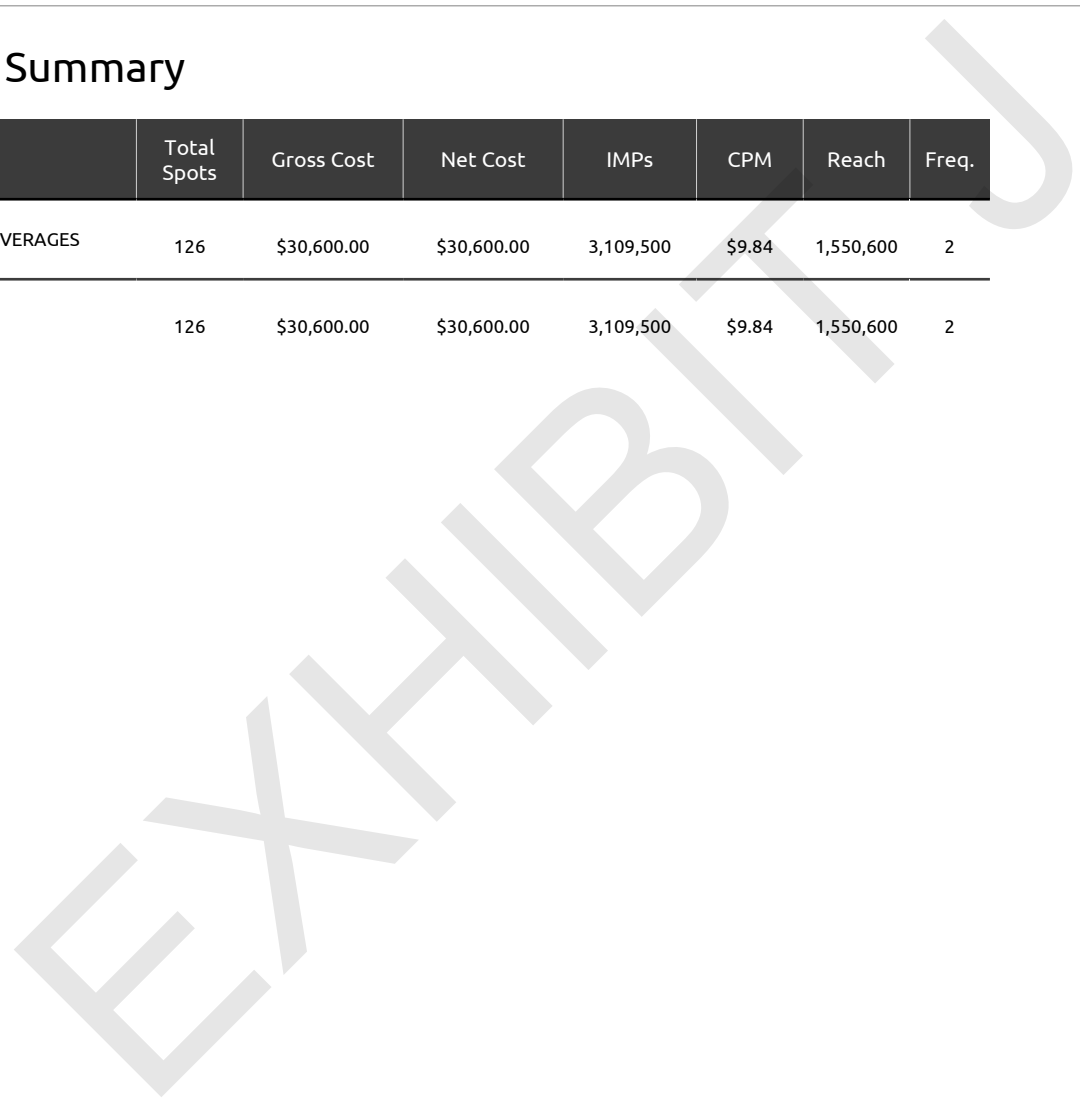 Summary
Total Spots Gross Cost Net Cost IMPs CPM Reach Freq.
VERAGES 126 $30,600.00 $30,600.00 3,109,500 $9.84 1,550,600 2
126 $30,600.00 $30,600.00 3,109,500 $9.84 1,550,600 2
EXHIBIT J